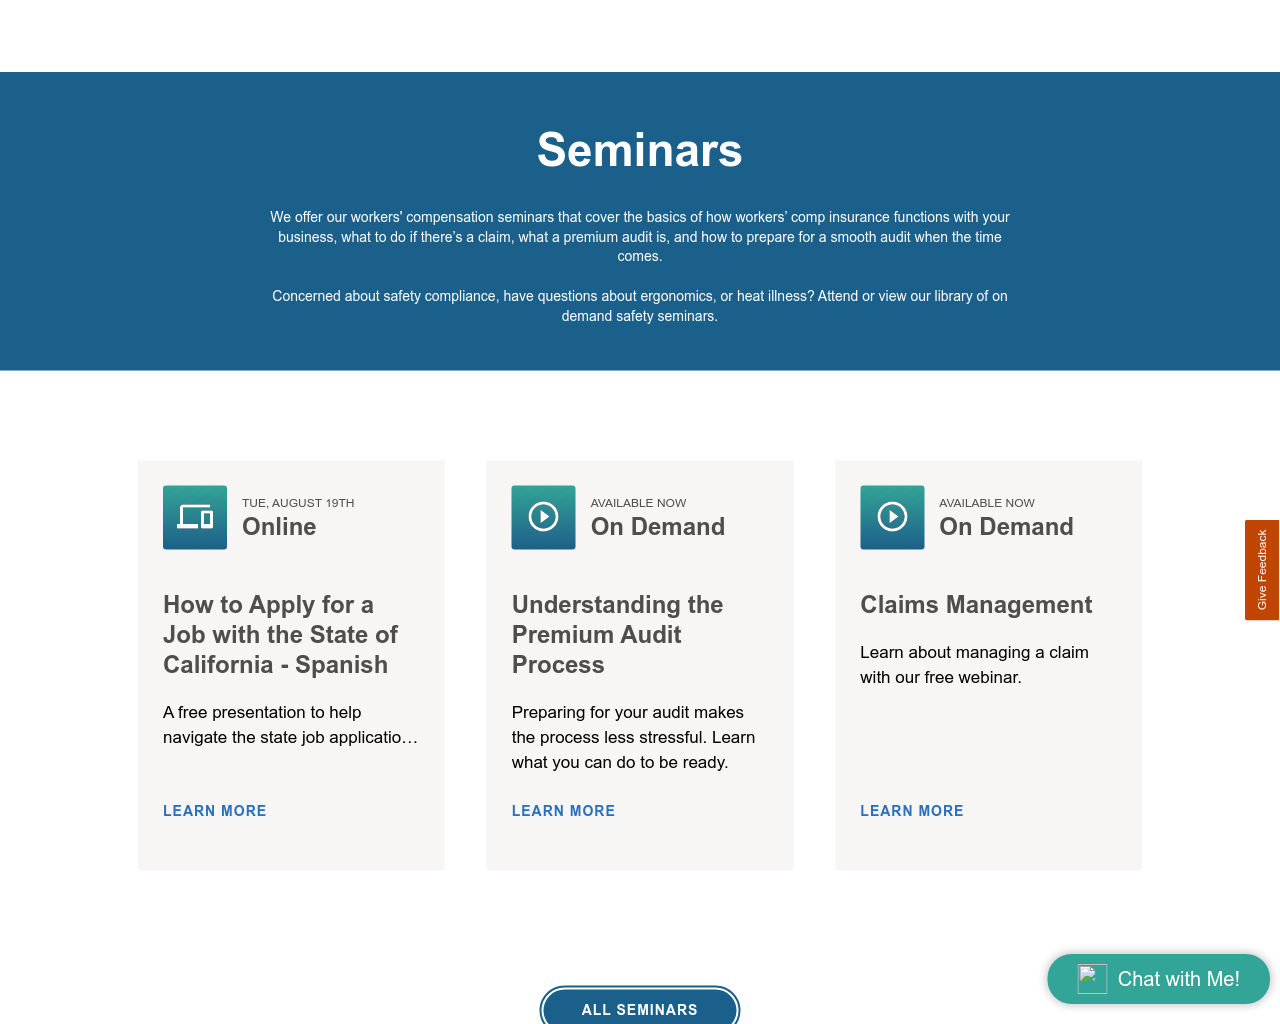 Seminars
We offer our workers' compensation seminars that cover the basics of how workers’ comp insurance functions with your
business, what to do if there’s a claim, what a premium audit is, and how to prepare for a smooth audit when the time
comes.
Concerned about safety compliance, have questions about ergonomics, or heat illness? Attend or view our library of on
demand safety seminars.
TUE, AUGUST 19TH
Online
How to Apply for a
Job with the State of
California - Spanish
A free presentation to help
navigate the state job applicatio…
LEARN MORE
AVAILABLE NOW
On Demand
Understanding the
Premium Audit
Process
Preparing for your audit makes
the process less stressful. Learn
what you can do to be ready.
LEARN MORE
AVAILABLE NOW
On Demand
Claims Management
Learn about managing a claim
with our free webinar.
LEARN MORE
Give Feedback
Chat with Me!
ALL SEMINARS